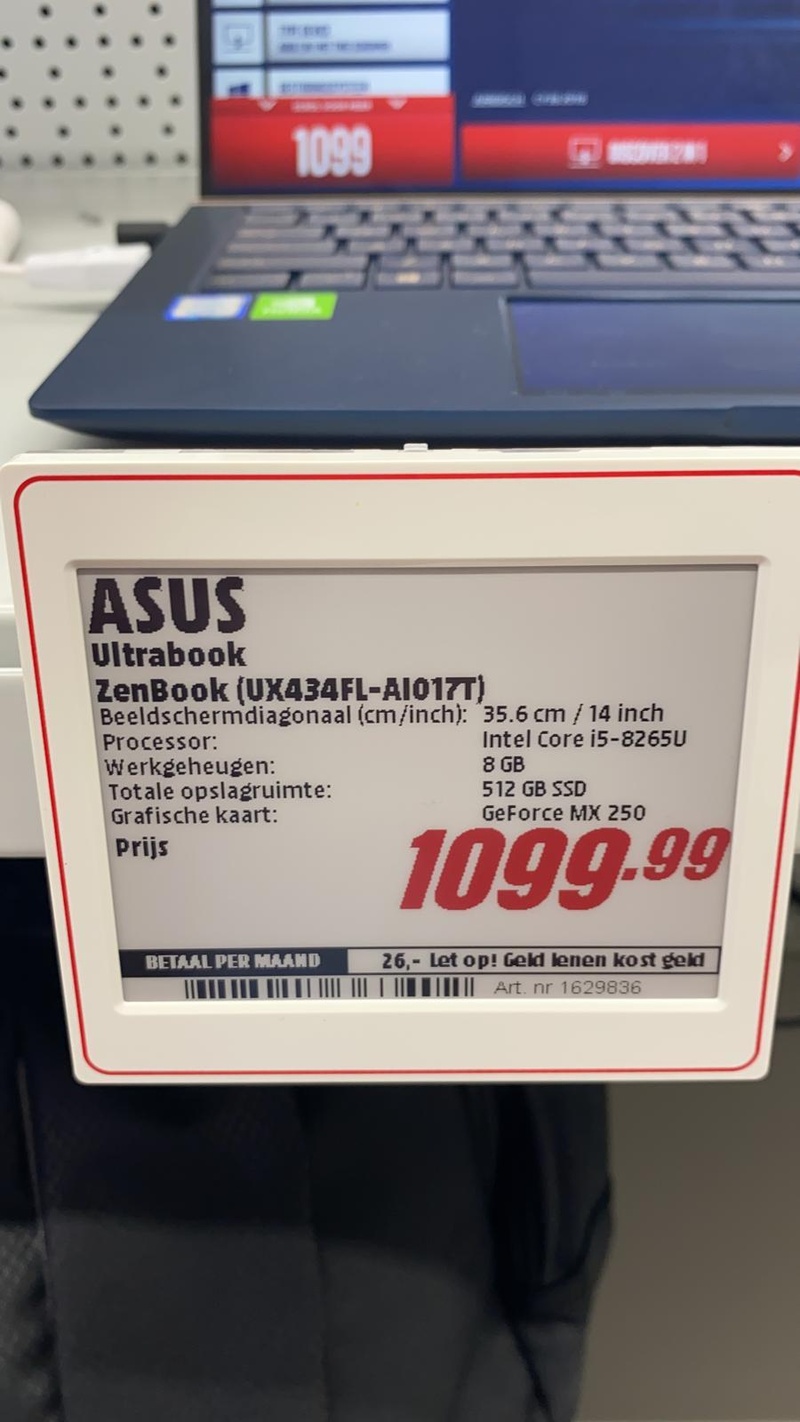 1099
ASUS
Ultrabook
ZenBook (UX434FL-AI017T)
Beeldschermdiagonaal (cm/inch): 35.6 cm / 14 inch
Processor: Intel Core i5-8265U
Werkgeheugen: 8 GB
Totale opslagruimte: 512 GB SSD
Grafische kaart: GeForce MX 250
Prijs 1099.99
BETAAL PER MAAND 26,- Let op! Geld lenen kost geld
Art. nr 1629836